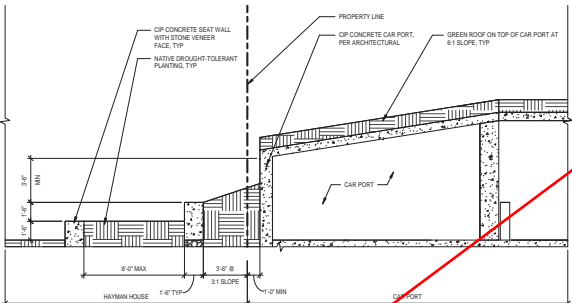 CIP CONCRETE SEAT WALL
WITH STONE VENEER
FACE, TYP
NATIVE DROUGHT-TOLERANT
PLANTING, TYP
PROPERTY LINE
CIP CONCRETE CAR PORT,
PER ARCHITECTURAL
GREEN ROOF ON TOP OF CAR PORT AT
6:1 SLOPE, TYP
3'-6"
MIN
1'-6"
1'-6"
CAR PORT
8'-0" MAX
1'-6" TYP
3'-6" @
3:1 SLOPE
1'-0" MIN
HAYMAN HOUSE
CAR PORT